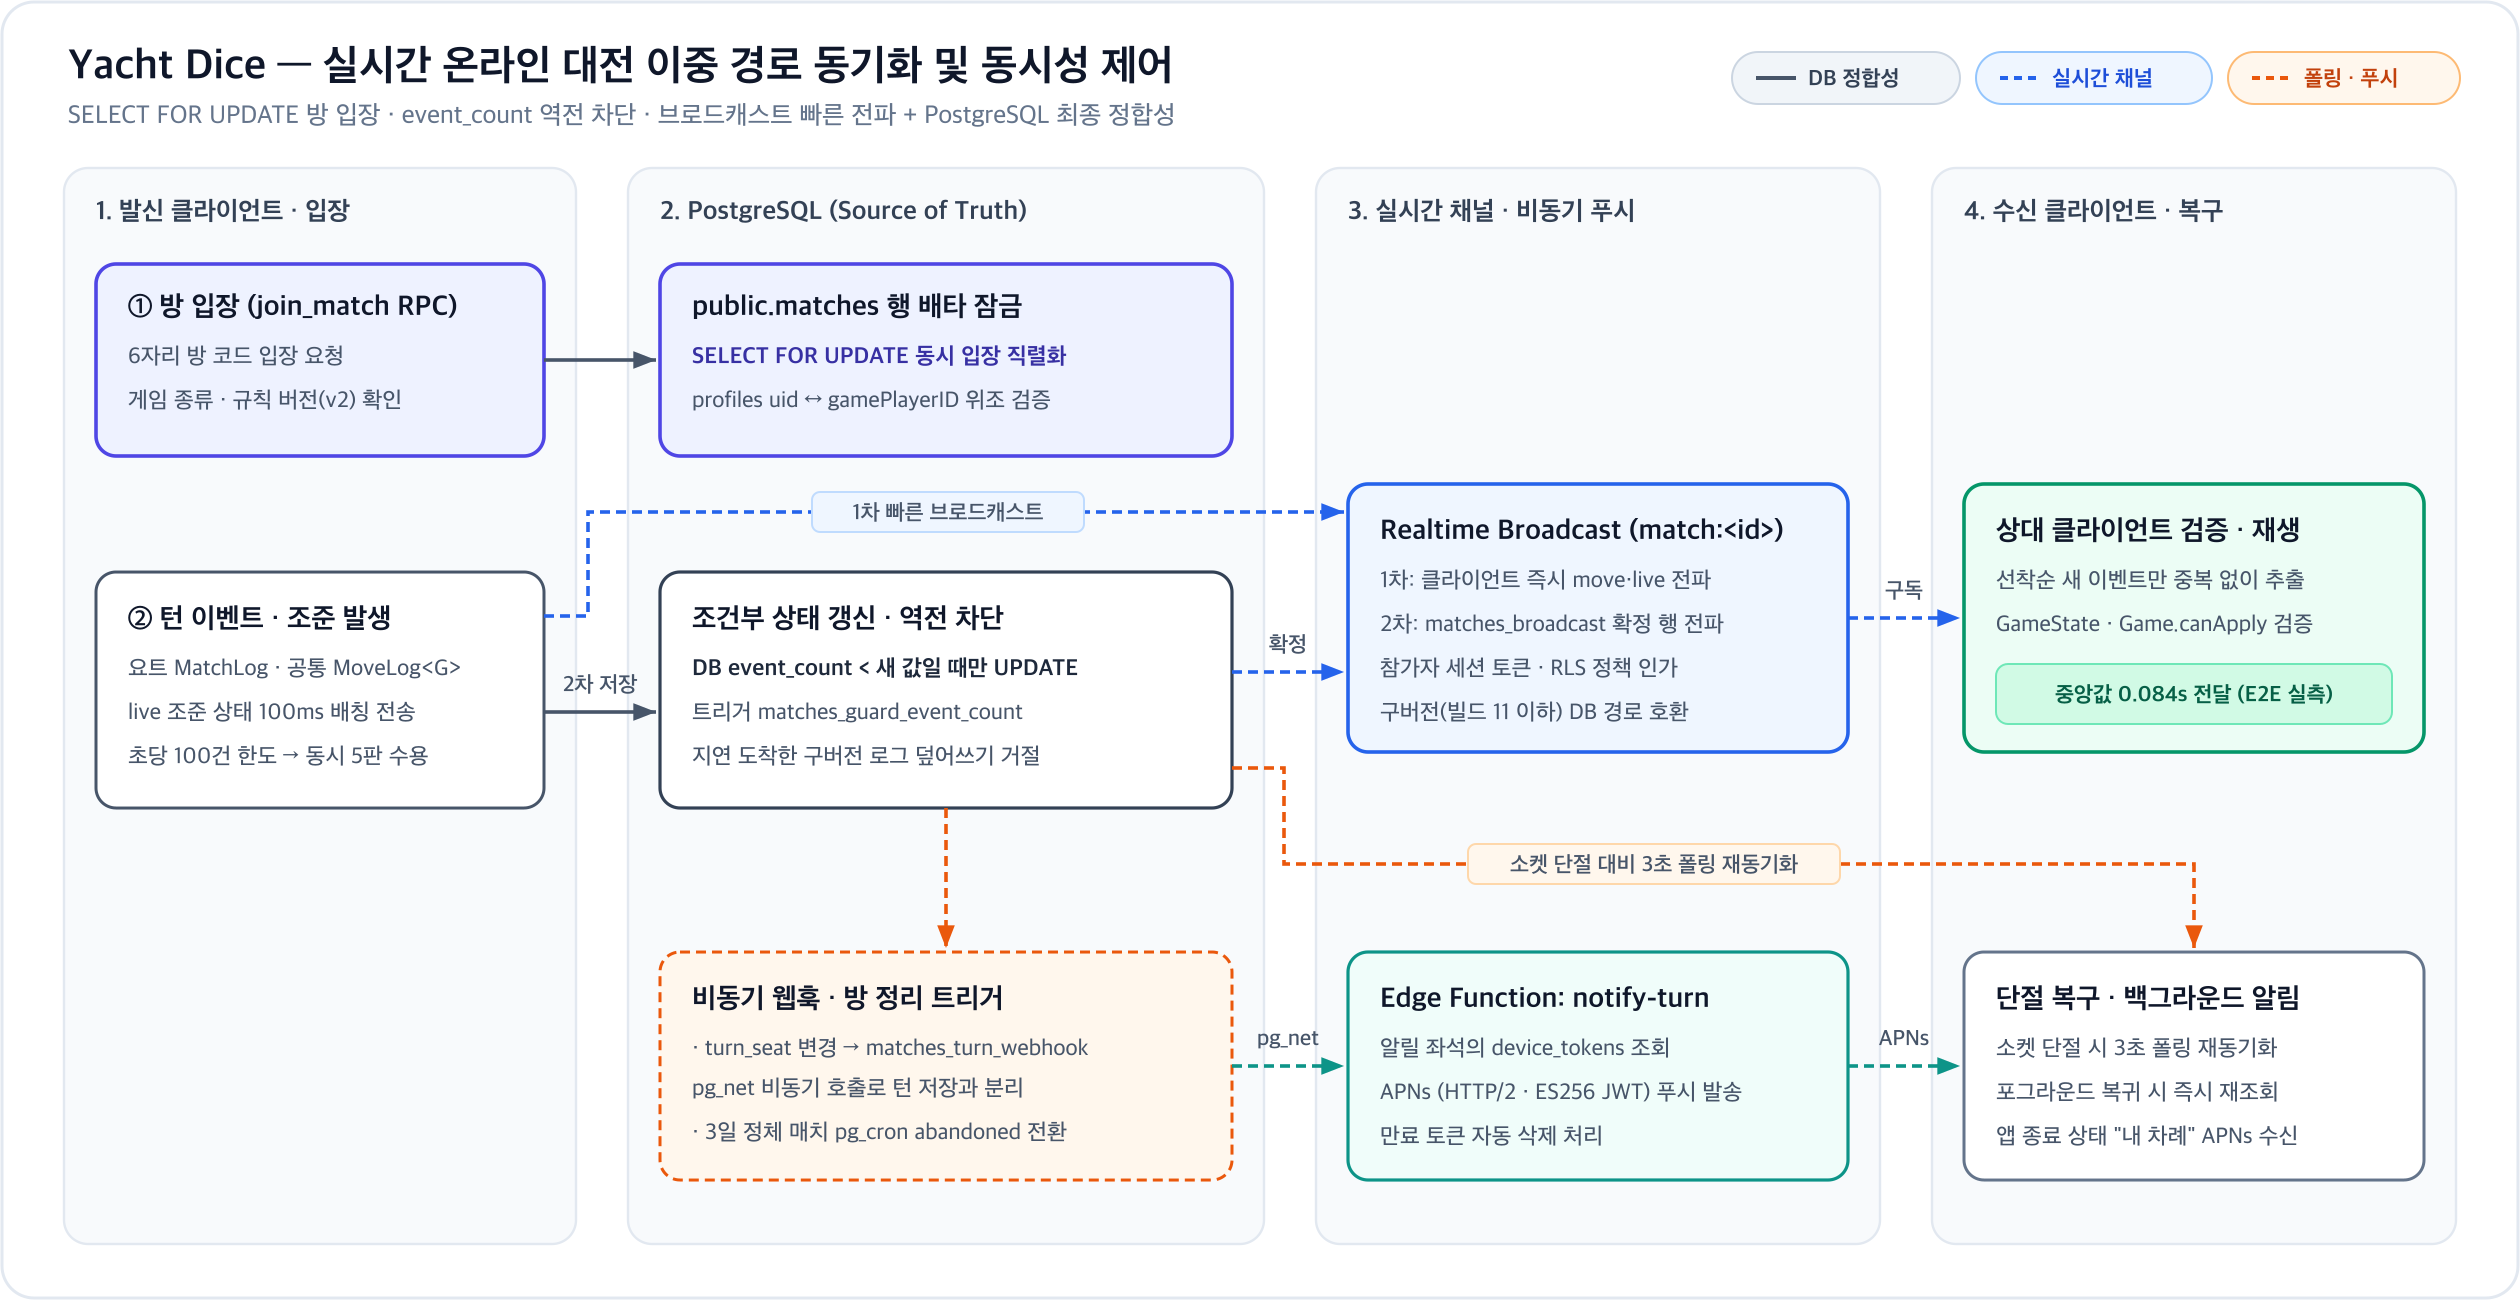 Yacht Dice — 실시간 온라인 대전 이중 경로 동기화 및 동시성 제어
SELECT FOR UPDATE 방 입장 · event_count 역전 차단 · 브로드캐스트 빠른 전파 + PostgreSQL 최종 정합성
DB 정합성
실시간 채널
폴링 · 푸시
1. 발신 클라이언트 · 입장
① 방 입장 (join_match RPC)
6자리 방 코드 입장 요청
게임 종류 · 규칙 버전(v2) 확인
② 턴 이벤트 · 조준 발생
요트 MatchLog · 공통 MoveLog<G>
live 조준 상태 100ms 배칭 전송
초당 100건 한도 → 동시 5판 수용
2차 저장
2. PostgreSQL (Source of Truth)
public.matches 행 배타 잠금
SELECT FOR UPDATE 동시 입장 직렬화
profiles uid ↔ gamePlayerID 위조 검증
1차 빠른 브로드캐스트
조건부 상태 갱신 · 역전 차단
DB event_count < 새 값일 때만 UPDATE
트리거 matches_guard_event_count
지연 도착한 구버전 로그 덮어쓰기 거절
확정
비동기 웹훅 · 방 정리 트리거
· turn_seat 변경 → matches_turn_webhook
pg_net 비동기 호출로 턴 저장과 분리
· 3일 정체 매치 pg_cron abandoned 전환
pg_net
3. 실시간 채널 · 비동기 푸시
Realtime Broadcast (match:<id>)
1차: 클라이언트 즉시 move·live 전파
2차: matches_broadcast 확정 행 전파
참가자 세션 토큰 · RLS 정책 인가
구버전(빌드 11 이하) DB 경로 호환
구독
소켓 단절 대비 3초 폴링 재동기화
Edge Function: notify-turn
알릴 좌석의 device_tokens 조회
APNs (HTTP/2 · ES256 JWT) 푸시 발송
만료 토큰 자동 삭제 처리
APNs
4. 수신 클라이언트 · 복구
상대 클라이언트 검증 · 재생
선착순 새 이벤트만 중복 없이 추출
GameState · Game.canApply 검증
중앙값 0.084s 전달 (E2E 실측)
단절 복구 · 백그라운드 알림
소켓 단절 시 3초 폴링 재동기화
포그라운드 복귀 시 즉시 재조회
앱 종료 상태 "내 차례" APNs 수신